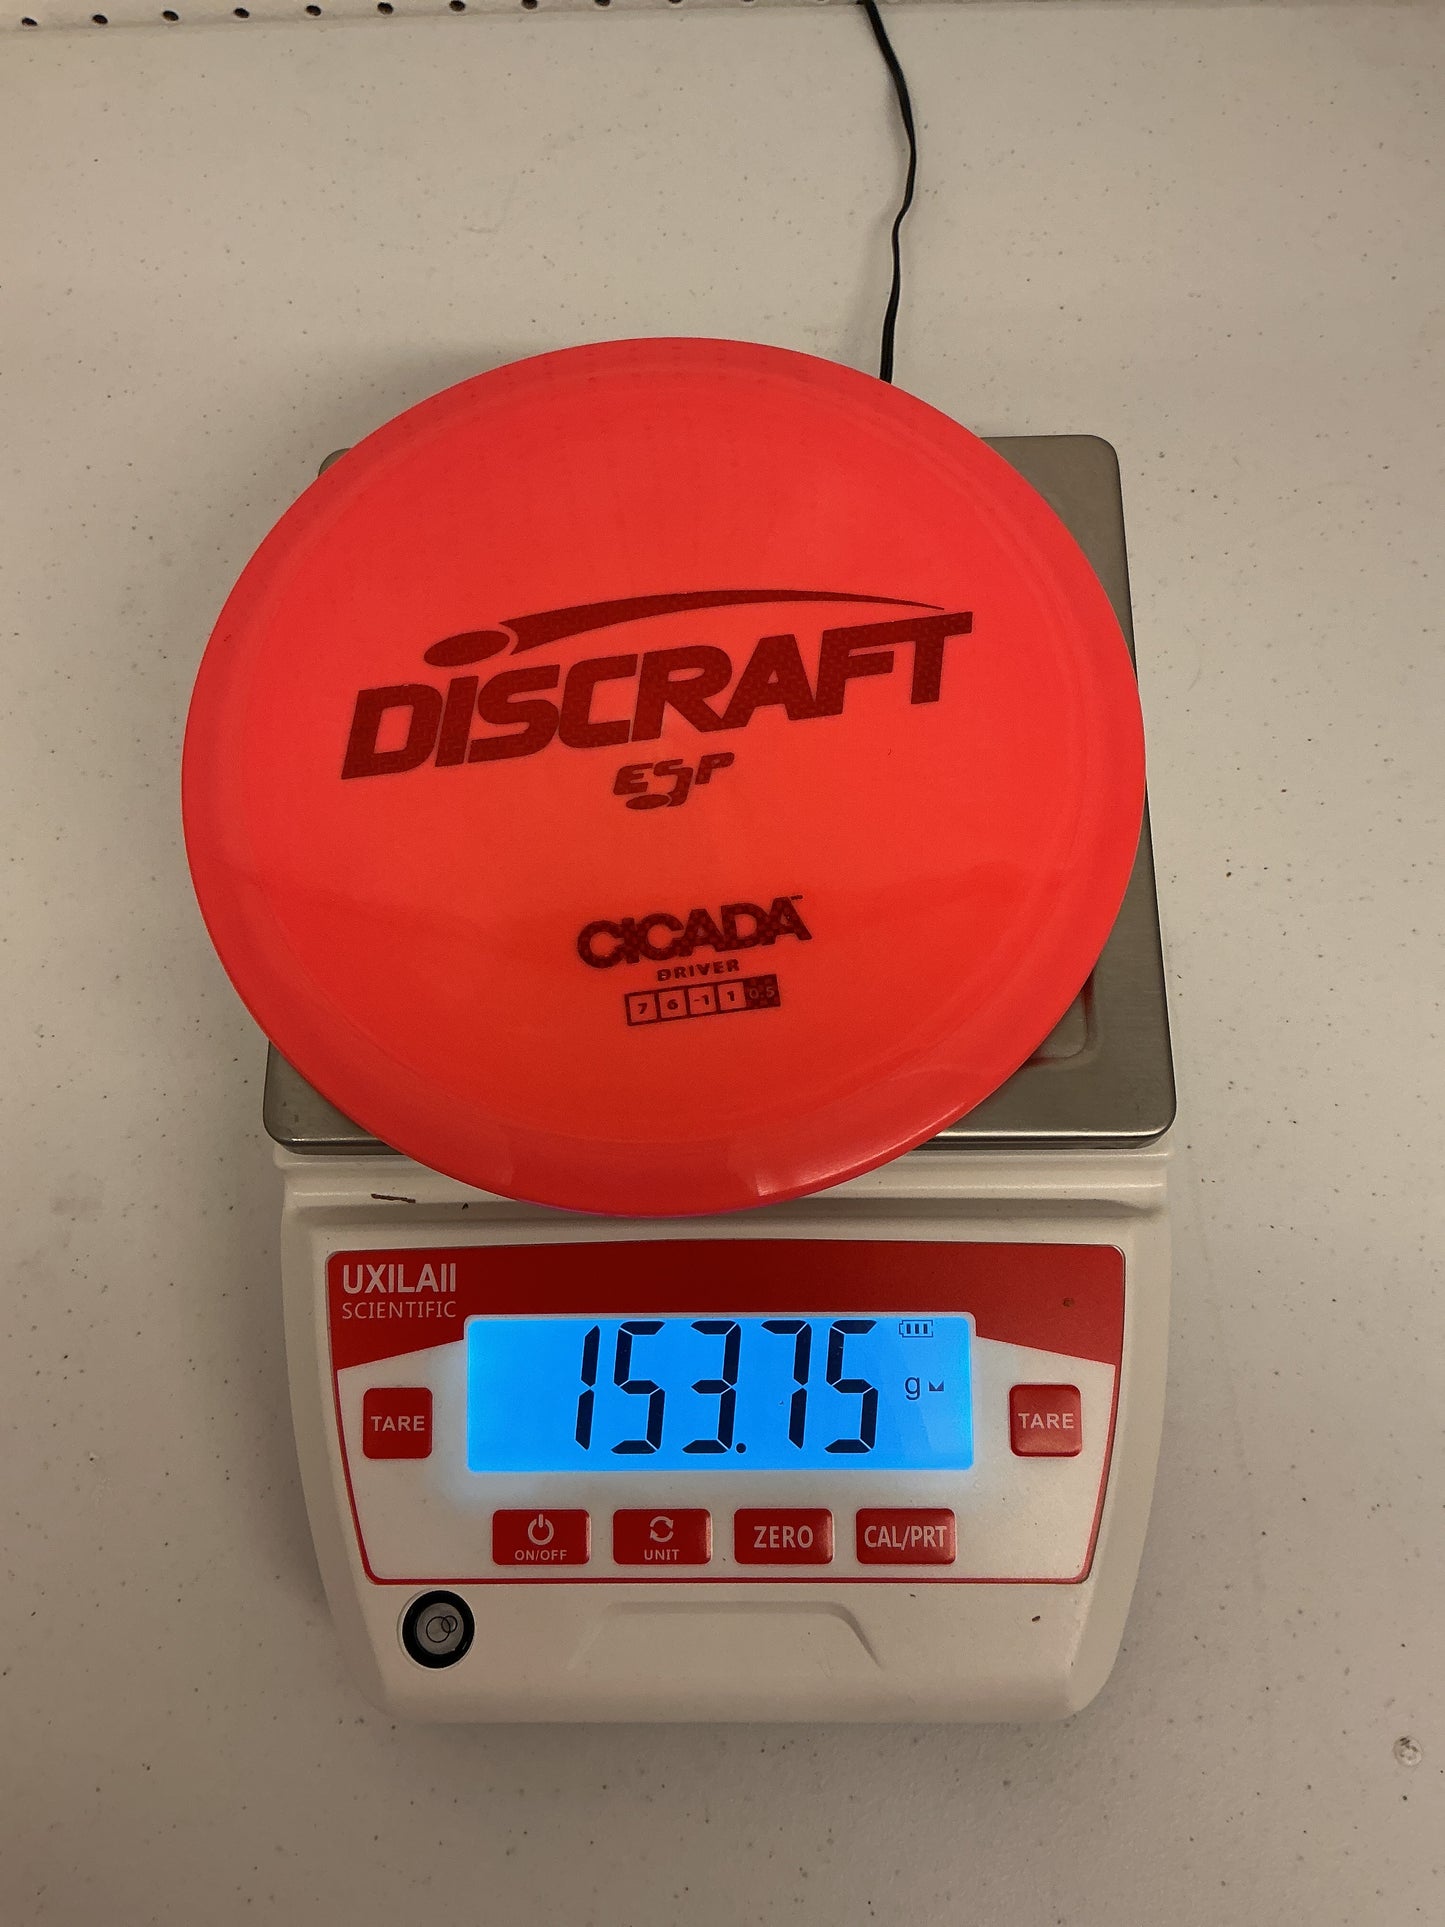 DISCRAFT
ESP
CICADA™
DRIVER
7 6 -1 1 0.5
UXILAII
SCIENTIFIC
153.75 g
TARE
TARE
ON/OFF
UNIT
ZERO
CAL/PRT